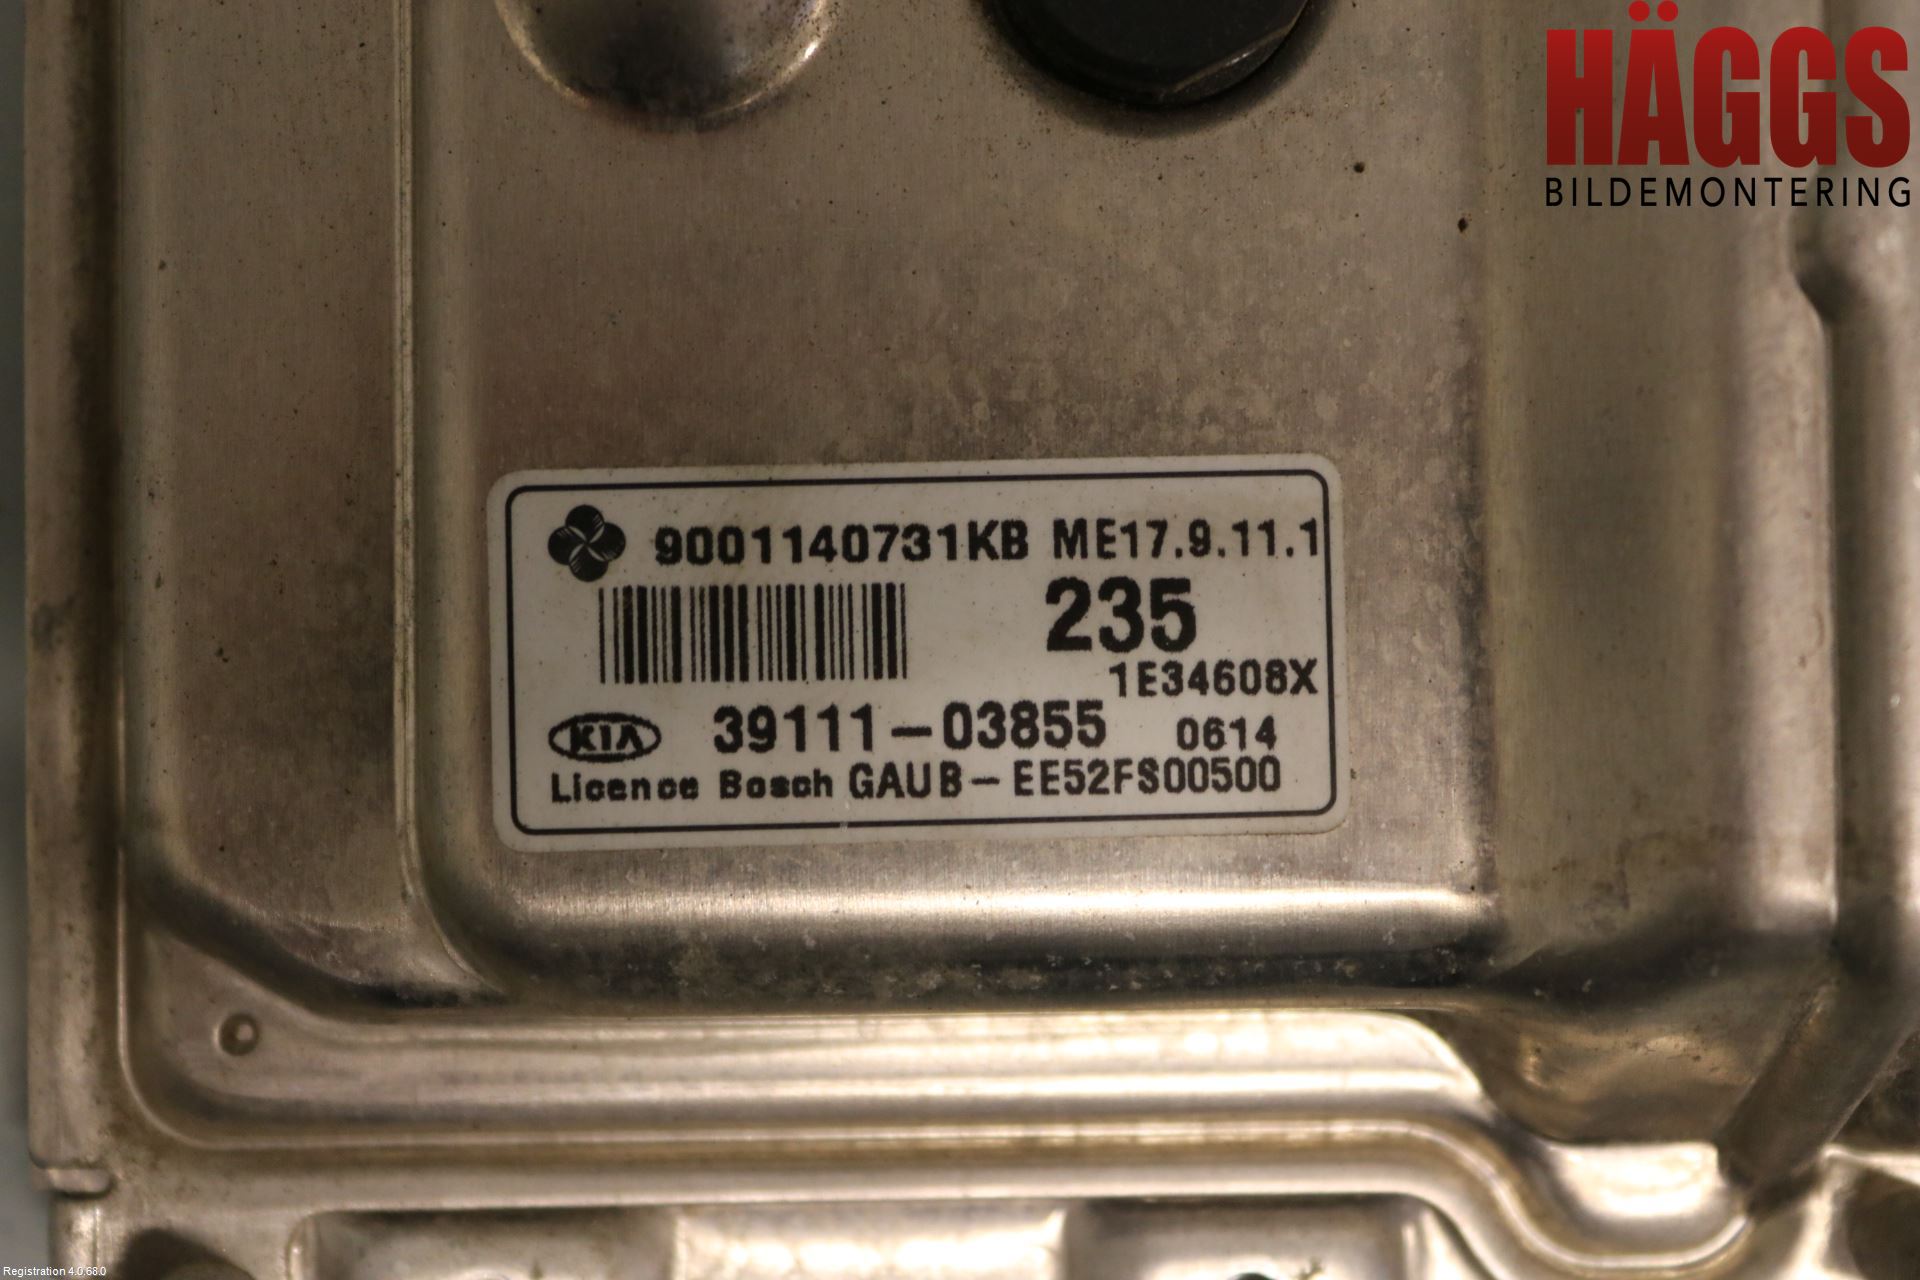 HÄGGS
BILDEMONTERING
9001140731KB ME17.9.11.1
235
1E34608X
KIA 39111-03855 0614
Licence Bosch GAUB-EE52FS00500
Registration 4.0.68.0